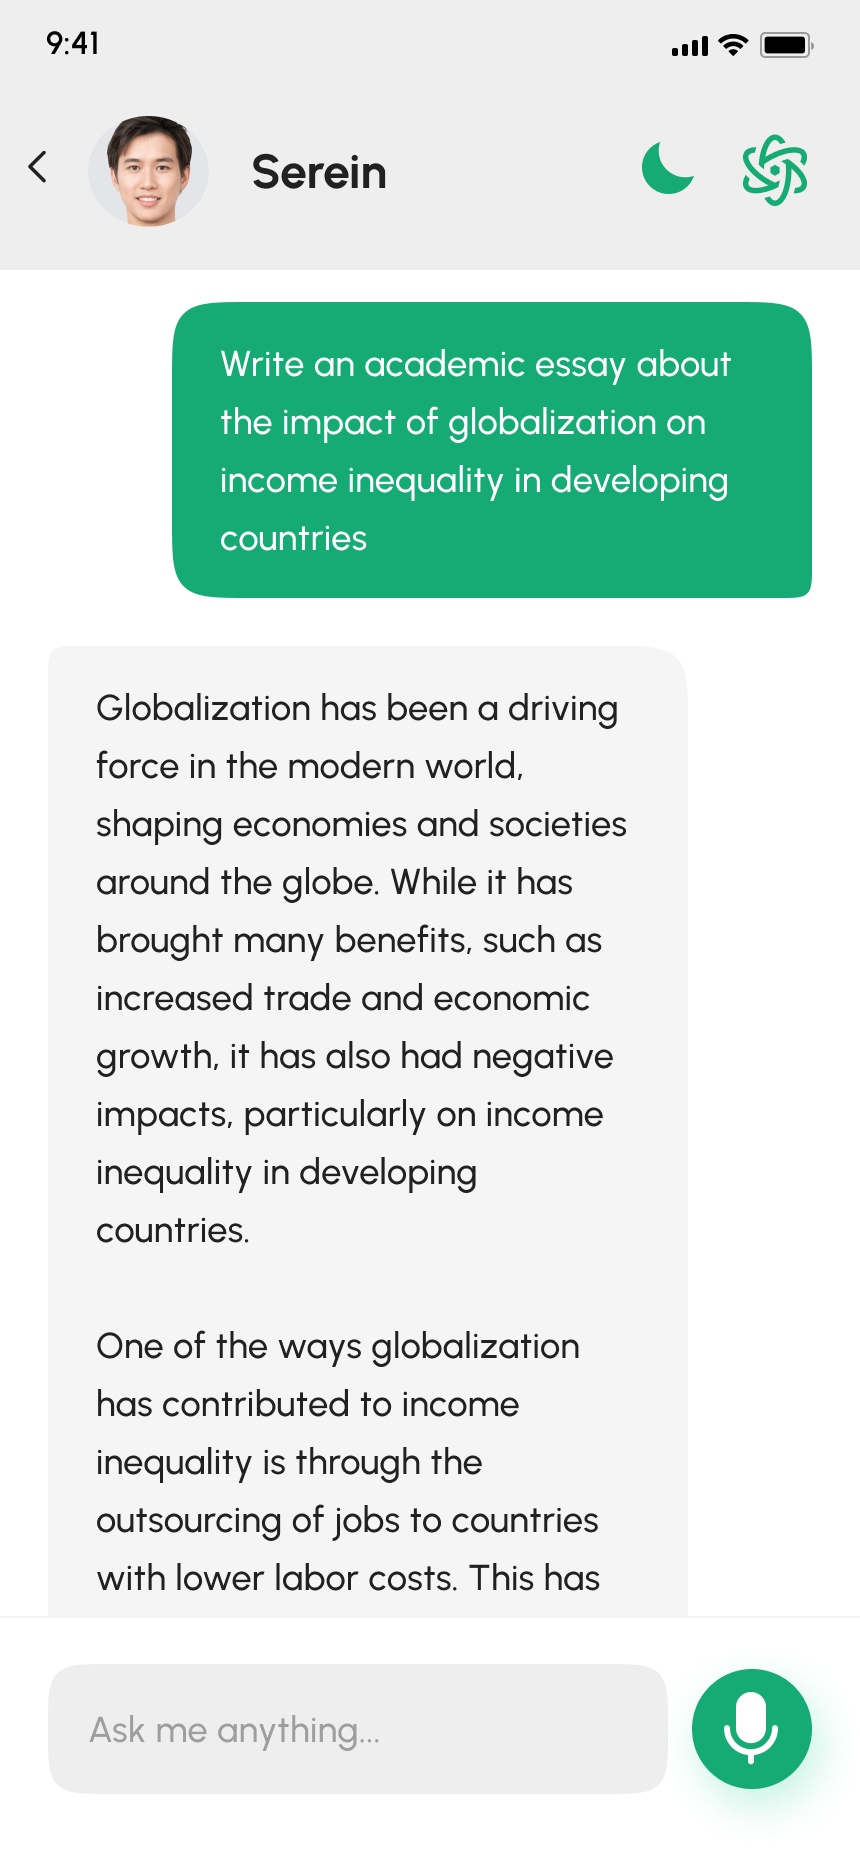 9:41
Serein
Write an academic essay about
the impact of globalization on
income inequality in developing
countries
Globalization has been a driving
force in the modern world,
shaping economies and societies
around the globe. While it has
brought many benefits, such as
increased trade and economic
growth, it has also had negative
impacts, particularly on income
inequality in developing
countries.
One of the ways globalization
has contributed to income
inequality is through the
outsourcing of jobs to countries
with lower labor costs. This has
Ask me anything...